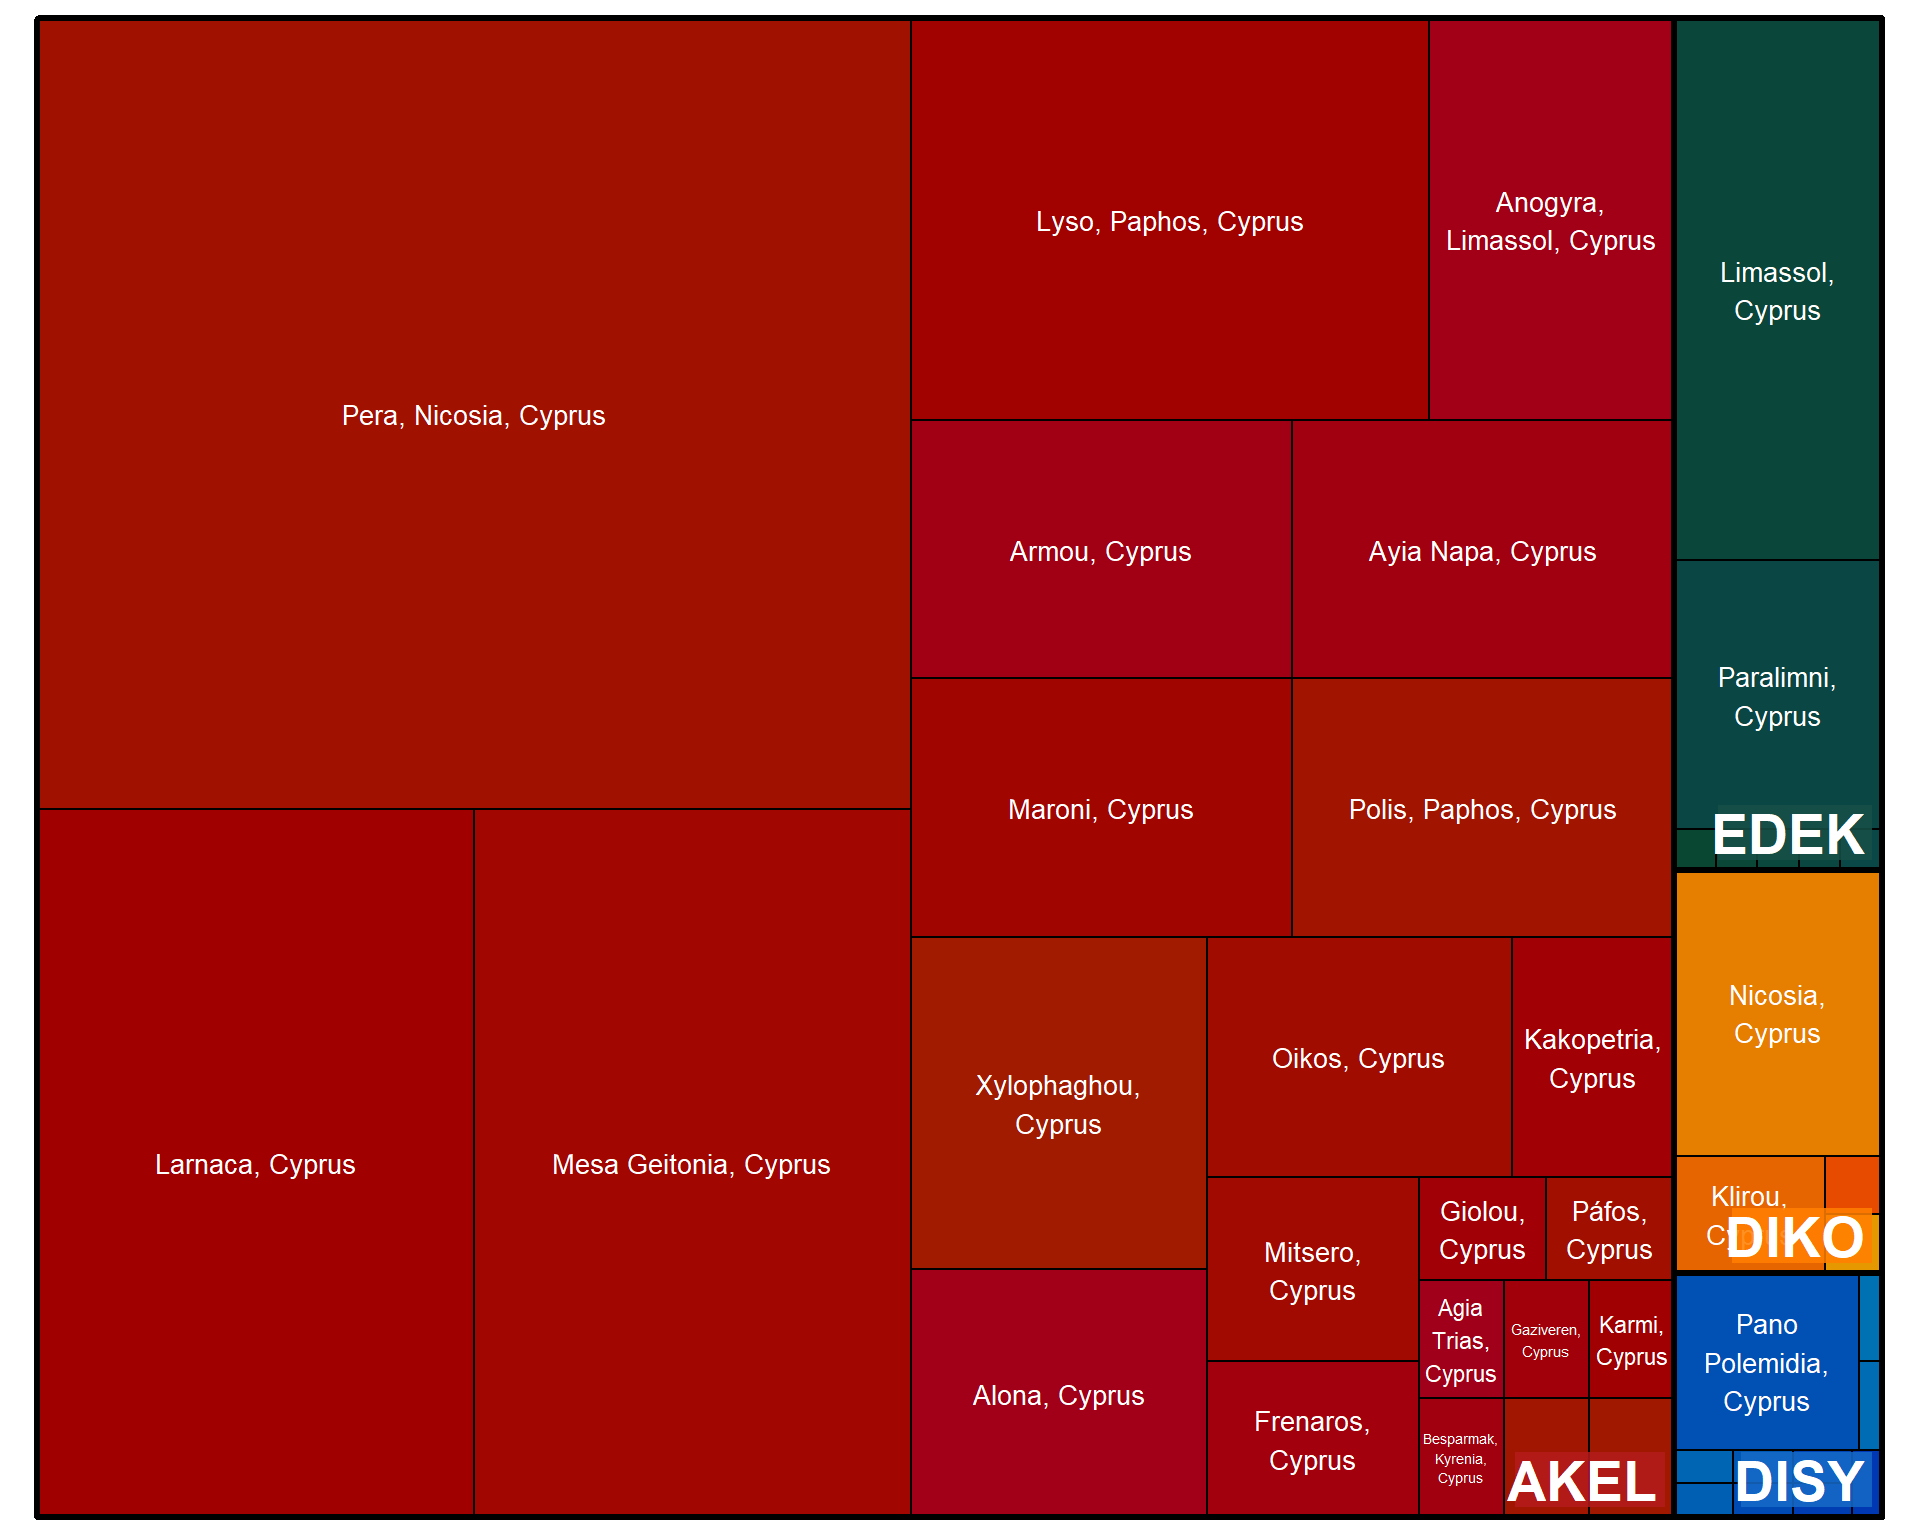 Pera, Nicosia, Cyprus
Larnaca, Cyprus
Mesa Geitonia, Cyprus
Lyso, Paphos, Cyprus
Anogyra,
Limassol, Cyprus
Armou, Cyprus
Ayia Napa, Cyprus
Maroni, Cyprus
Polis, Paphos, Cyprus
Xylophaghou,
Cyprus
Alona, Cyprus
Oikos, Cyprus
Kakopetria,
Cyprus
Mitsero,
Cyprus
Frenaros,
Cyprus
Giolou,
Cyprus
Páfos,
Cyprus
Agia
Trias,
Cyprus
Gaziveren,
Cyprus
Karmi,
Cyprus
Besparmak,
Kyrenia,
Cyprus
AKEL
Limassol,
Cyprus
Paralimni,
Cyprus
EDEK
Nicosia,
Cyprus
Klirou,
DIKO
Pano
Polemidia,
Cyprus
DISY